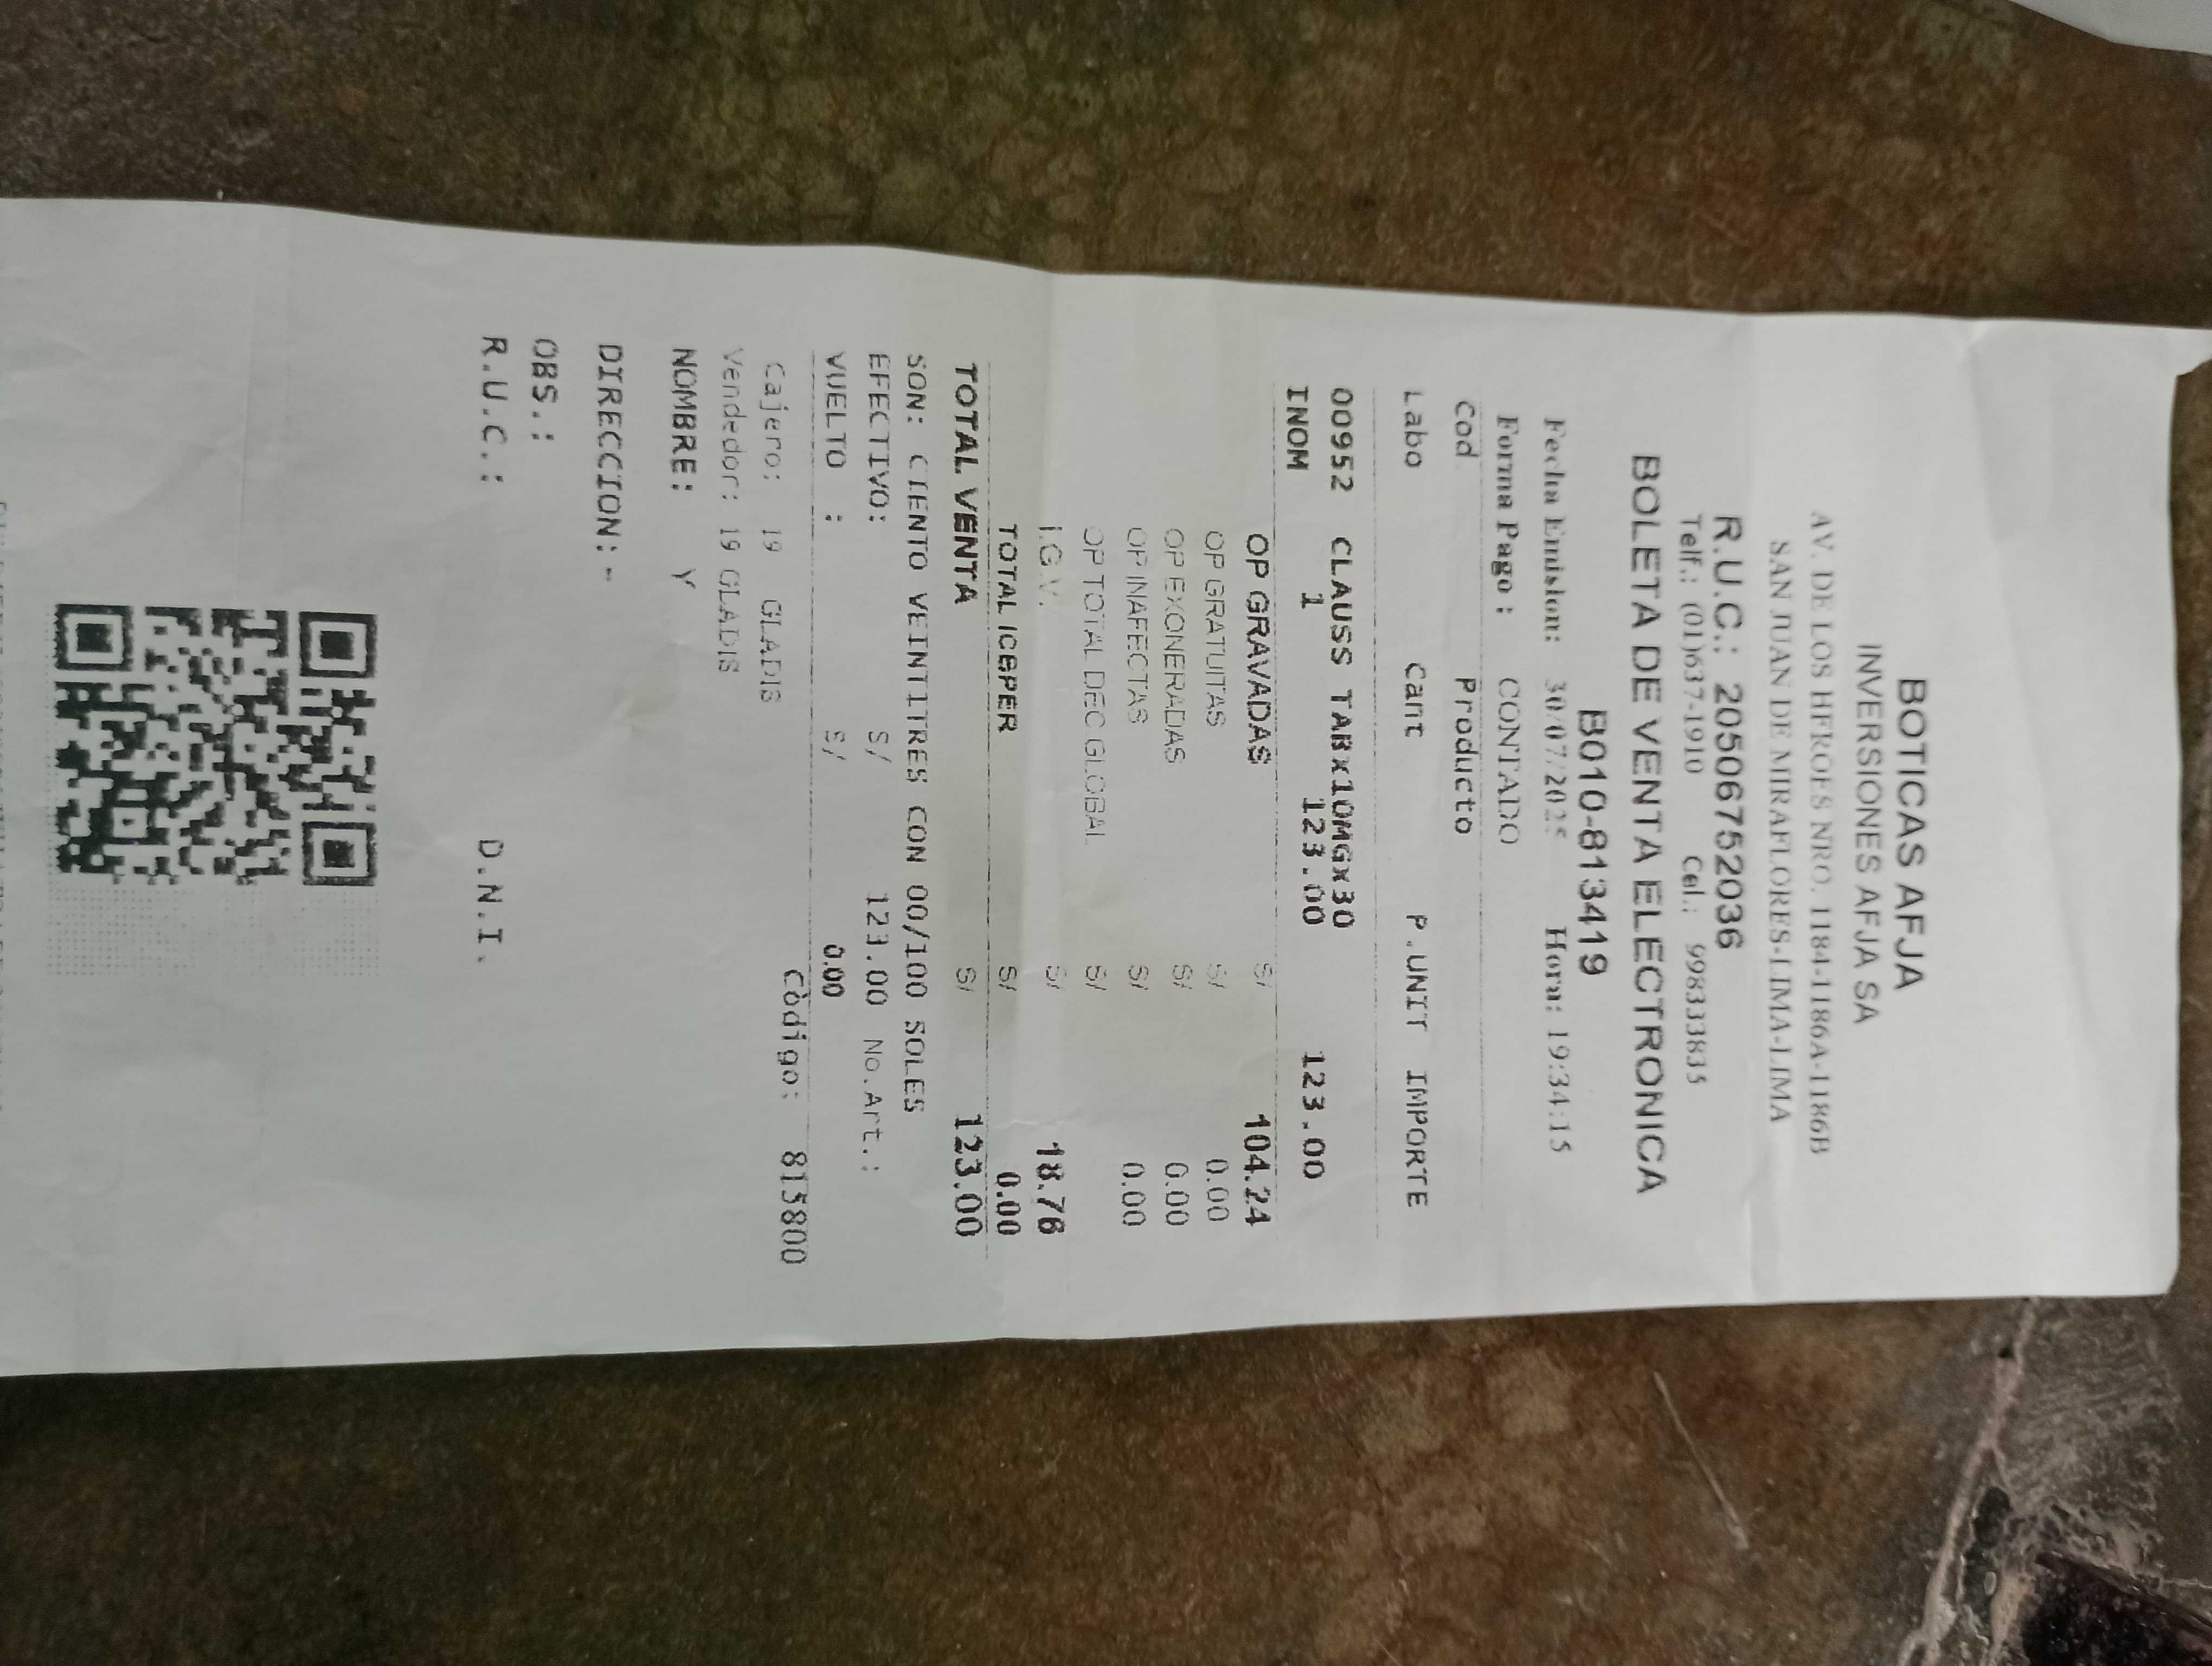 BOTICAS AFJA
INVERSIONES AFJA SA
AV. DE LOS HEROES NRO. 1184-1186A-1186B
SAN JUAN DE MIRAFLORES-LIMA-LIMA
R.U.C.: 20506752036
Telf.: (01)637-1910 Cel.: 998333835
BOLETA DE VENTA ELECTRONICA
B010-813419
Fecha Emision: 30/07/2025 Hora: 19:34:15
Forma Pago : CONTADO
Cod Producto
Labo Cant P.UNIT IMPORTE
00952 CLAUSS TABx10MGx30
INOM 1 123.00 123.00
OP GRAVADAS S/ 104.24
OP GRATUITAS S/ 0.00
OP EXONERADAS S/ 0.00
OP INAFECTAS S/ 0.00
OP TOTAL DEC GLOBAL S/
I.G.V. S/ 18.76
TOTAL ICBPER S/ 0.00
TOTAL VENTA S/ 123.00
SON: CIENTO VEINTITRES CON 00/100 SOLES
EFECTIVO: S/ 123.00 No.Art.:
VUELTO : S/ 0.00
Cajero: 19 GLADIS Còdigo: 815800
Vendedor: 19 GLADIS
NOMBRE: Y
DIRECCION:-
OBS.:
R.U.C.: D.N.I.